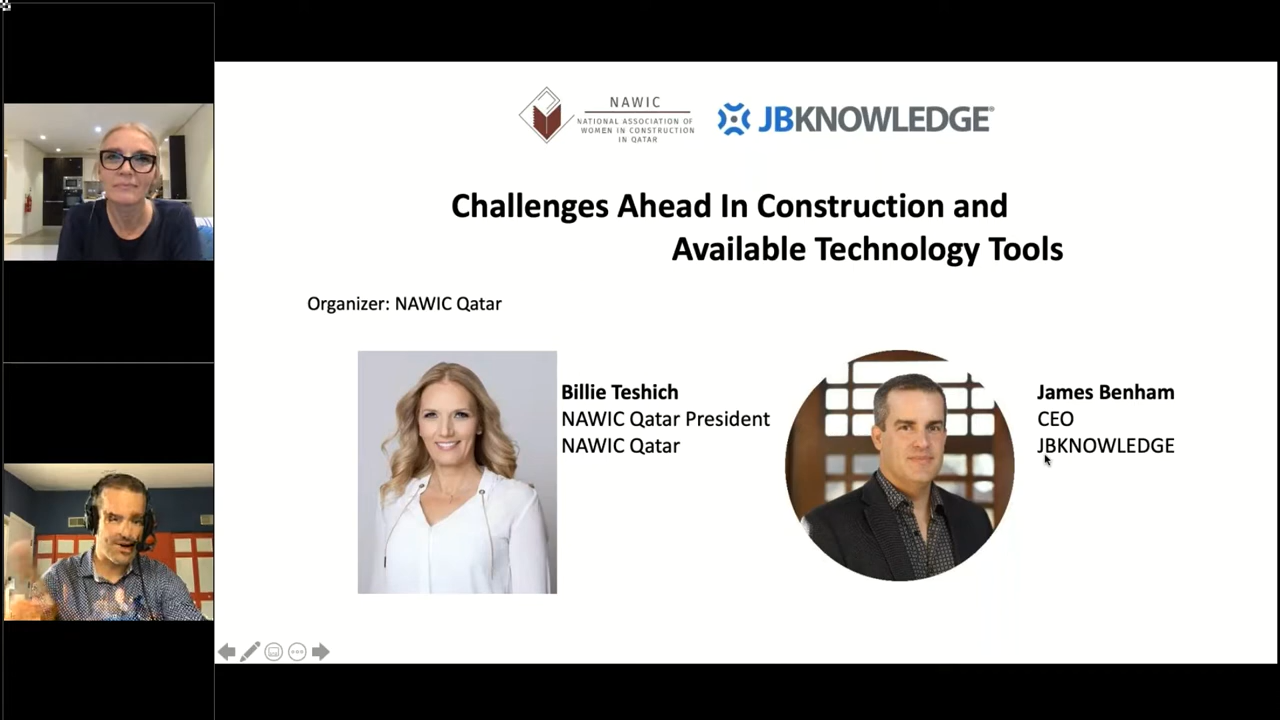 NAWIC
NATIONAL ASSOCIATION OF
WOMEN IN CONSTRUCTION
IN QATAR
JBKNOWLEDGE®
Challenges Ahead In Construction and
Available Technology Tools
Organizer: NAWIC Qatar
Billie Teshich
NAWIC Qatar President
NAWIC Qatar
James Benham
CEO
JBKNOWLEDGE